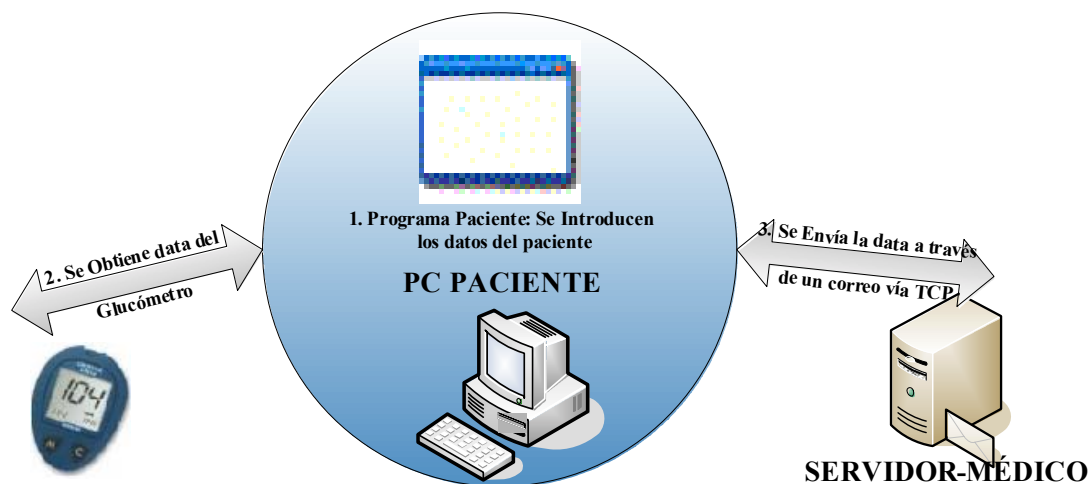 1. Programa Paciente: Se Introducen
los datos del paciente
PC PACIENTE
2. Se Obtiene data del
Glucómetro
104
M
C
3. Se Envía la data a través
de un correo vía TCP
SERVIDOR-MÉDICO